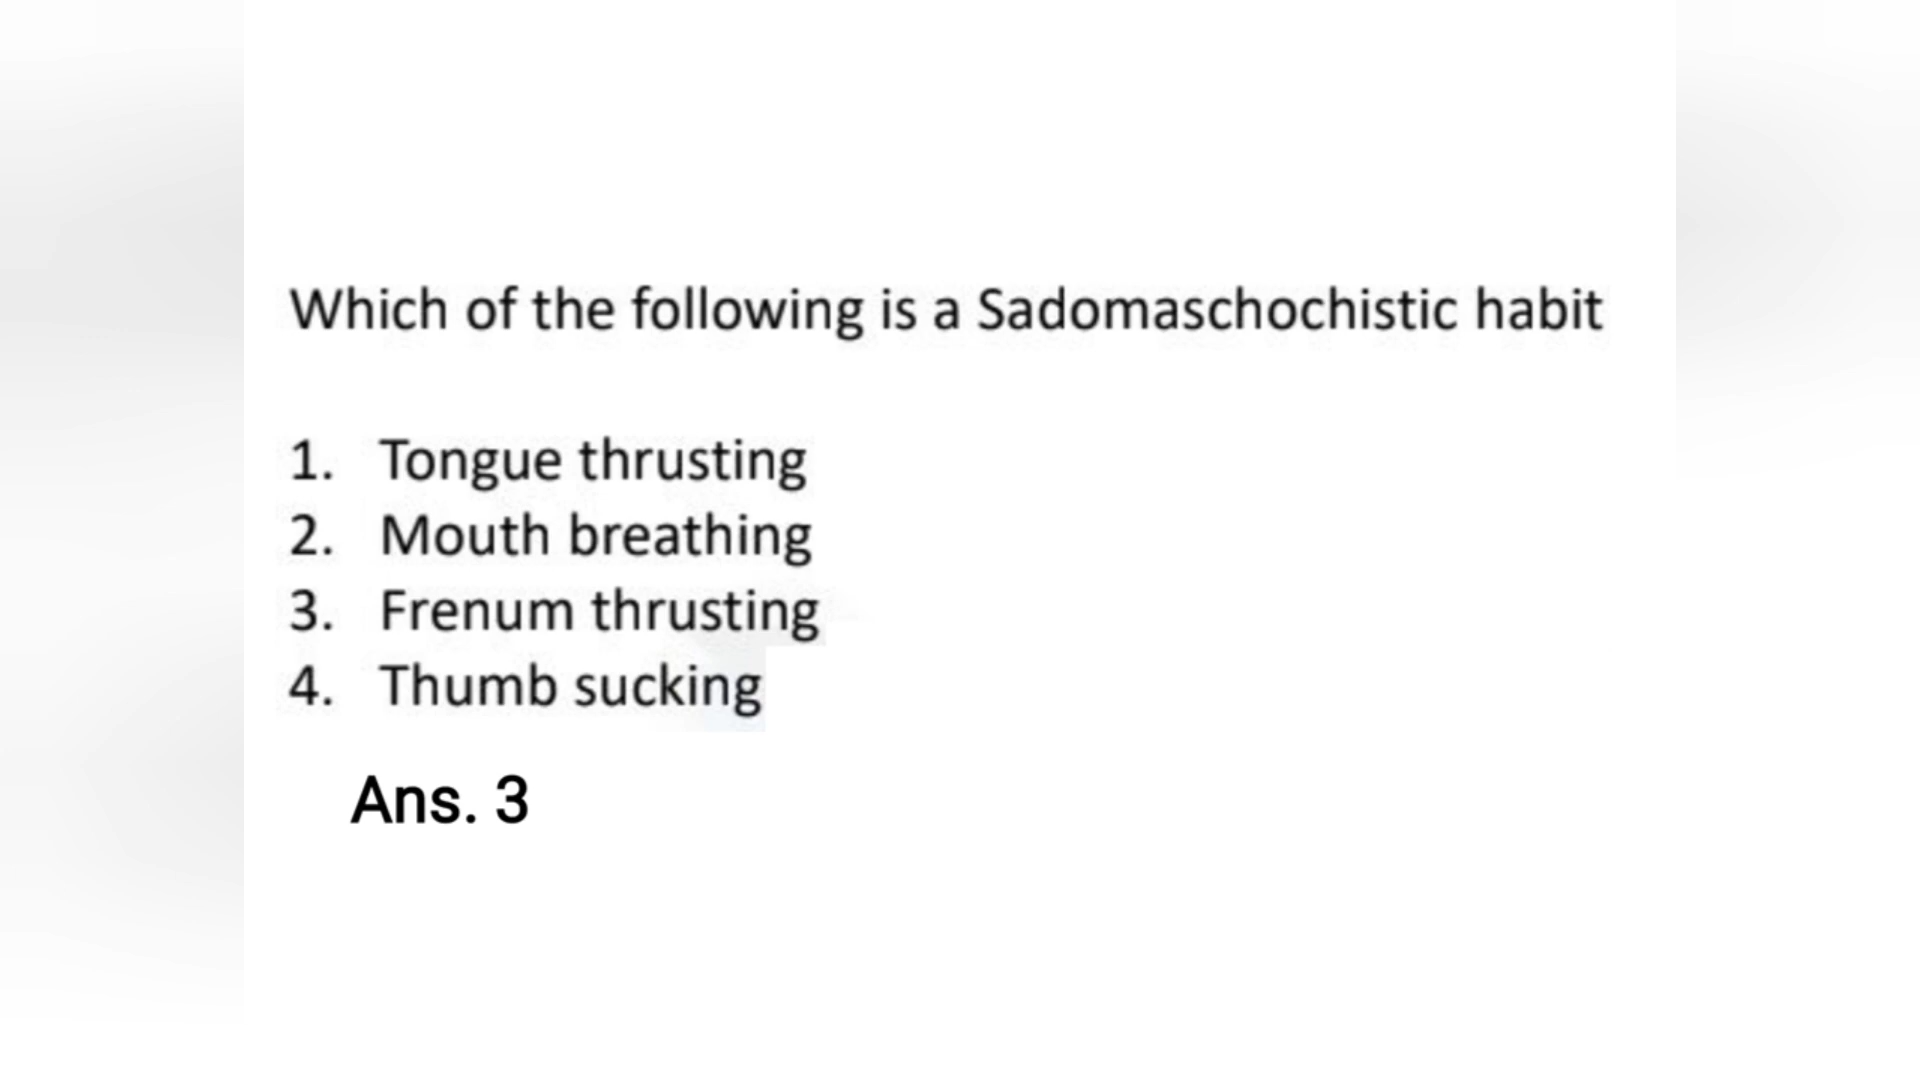 Which of the following is a Sadomaschochistic habit
1. Tongue thrusting
2. Mouth breathing
3. Frenum thrusting
4. Thumb sucking
Ans. 3